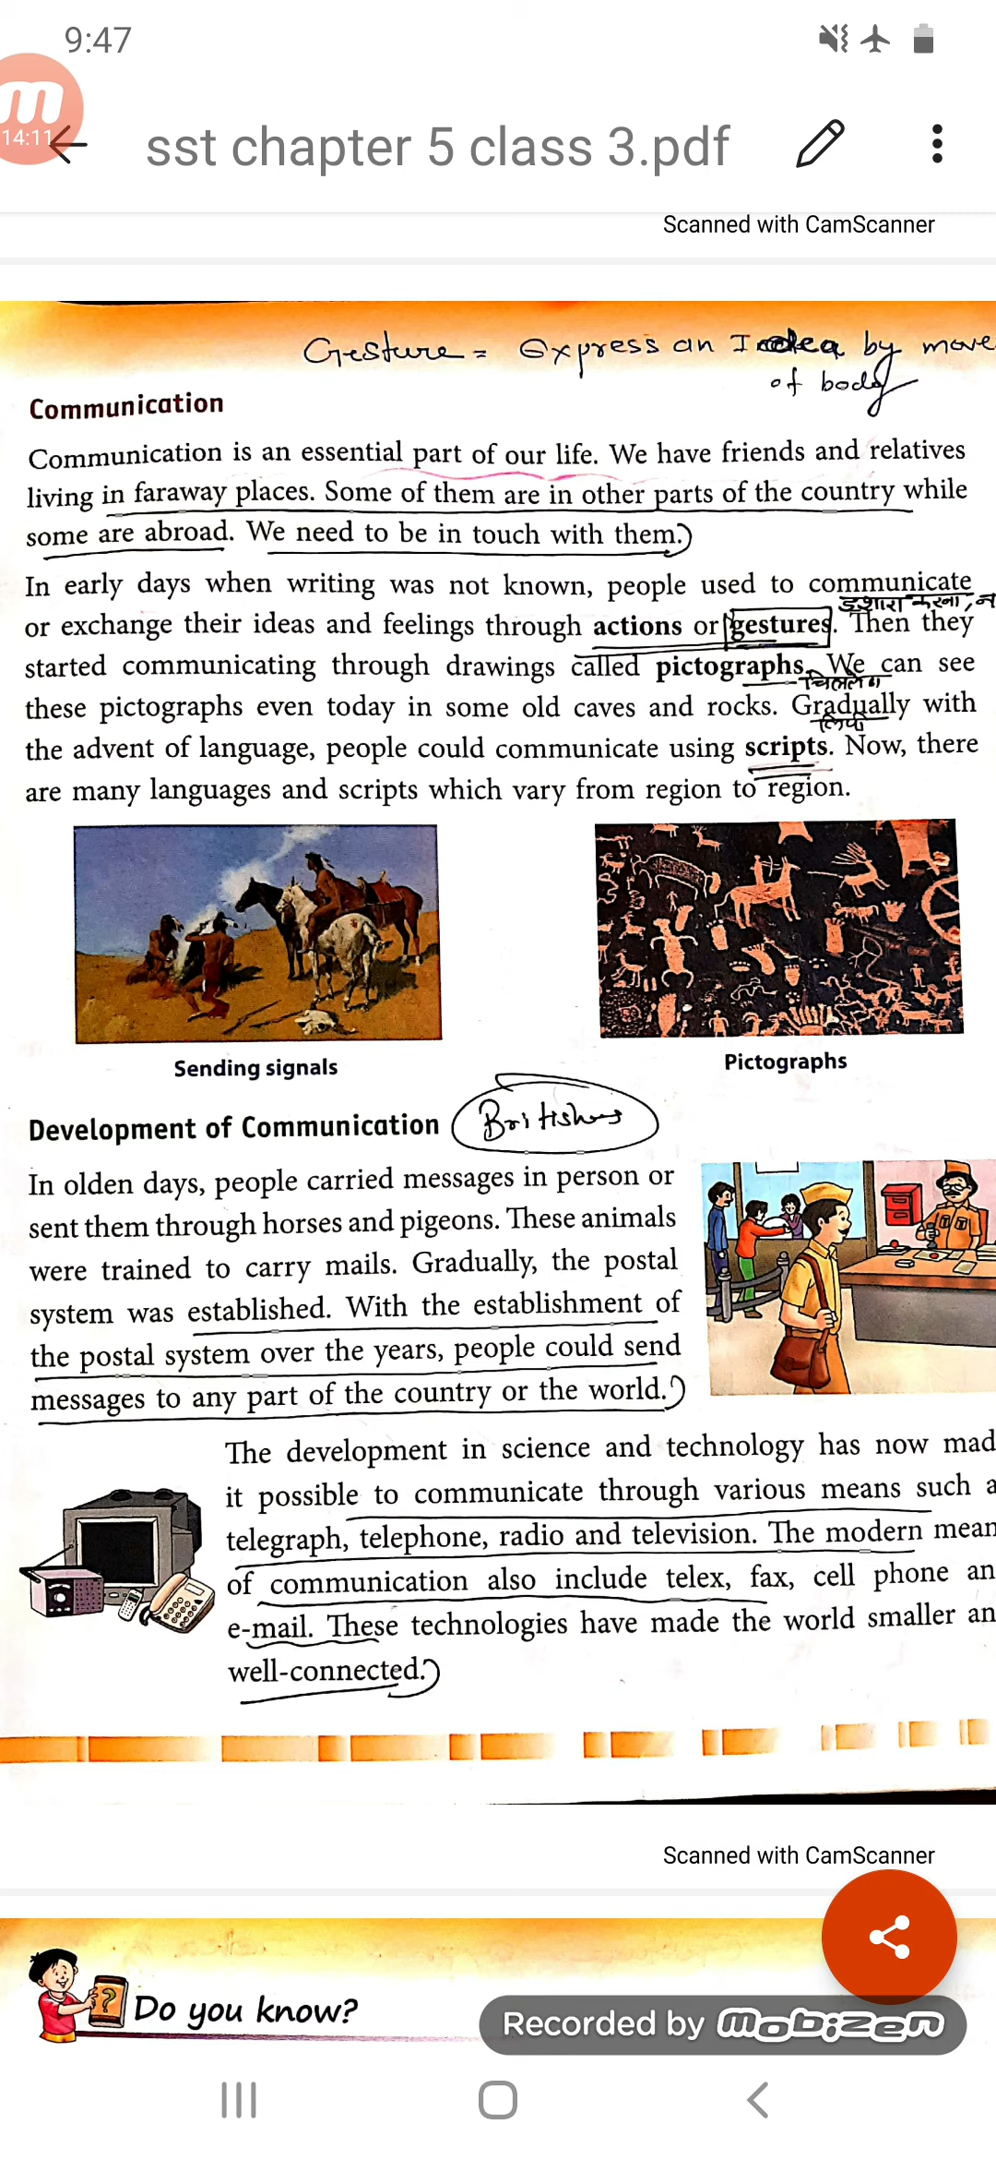 9:47
14:11
sst chapter 5 class 3.pdf
Scanned with CamScanner
Gesture = Express an Idea by move
of body
Communication
Communication is an essential part of our life. We have friends and relatives
living in faraway places. Some of them are in other parts of the country while
some are abroad. We need to be in touch with them.
In early days when writing was not known, people used to communicate
इशारा करना,
or exchange their ideas and feelings through actions or gestures. Then they
started communicating through drawings called pictographs. We can see
these pictographs even today in some old caves and rocks. Gradually with
लिपी
the advent of language, people could communicate using scripts. Now, there
are many languages and scripts which vary from region to region.
Sending signals
Pictographs
Development of Communication
Britishers
In olden days, people carried messages in person or
sent them through horses and pigeons. These animals
were trained to carry mails. Gradually, the postal
system was established. With the establishment of
the postal system over the years, people could send
messages to any part of the country or the world.
The development in science and technology has now mad
it possible to communicate through various means such a
telegraph, telephone, radio and television. The modern mean
of communication also include telex, fax, cell phone an
e-mail. These technologies have made the world smaller an
well-connected.
Scanned with CamScanner
?
Do you know?
Recorded by mobizen